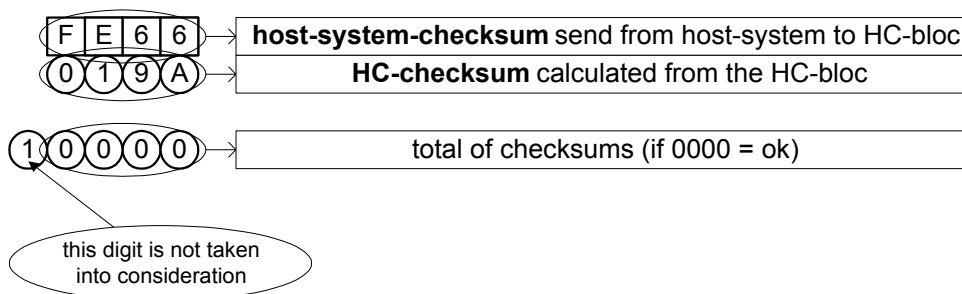 F E 6 6 host-system-checksum send from host-system to HC-bloc
0 1 9 A HC-checksum calculated from the HC-bloc
1 0 0 0 0 total of checksums (if 0000 = ok)
this digit is not taken
into consideration